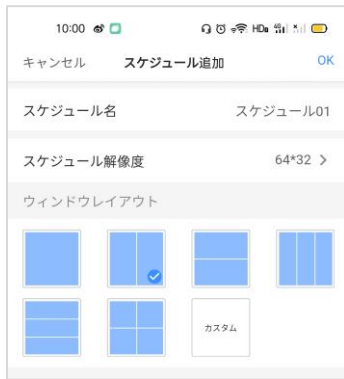 10:00 HD 4G
キャンセル スケジュール追加 OK
スケジュール名 スケジュール01
スケジュール解像度 64*32 >
ウィンドウレイアウト
カスタム